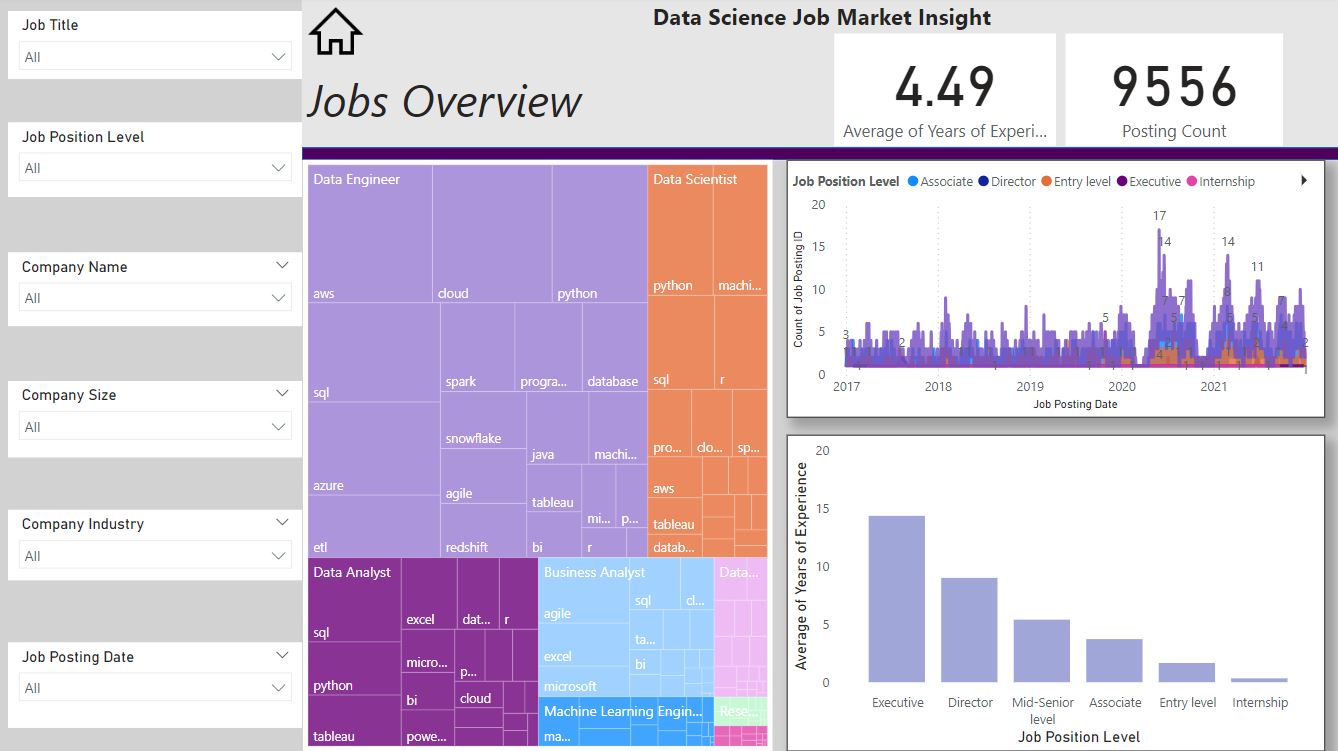 Job Title
All
Job Position Level
All
Company Name
All
Company Size
All
Company Industry
All
Job Posting Date
All
Data Science Job Market Insight
Jobs Overview
4.49
Average of Years of Experi...
9556
Posting Count
Data Engineer
aws
cloud
python
sql
spark
progra...
database
azure
snowflake
java
machi...
agile
tableau
mi...
p...
etl
redshift
bi
r
Data Scientist
python
machi...
sql
r
pro...
clo...
sp...
aws
tableau
datab...
Data Analyst
sql
excel
dat...
r
python
micro...
p...
bi
cloud
tableau
powe...
Business Analyst
agile
sql
cl...
excel
ta...
bi
microsoft
Data...
Machine Learning Engin...
ma...
Rese...
Job Position Level Associate Director Entry level Executive Internship
Count of Job Posting ID
20
15
10
5
0
3
2
5
17
14
7
7
5
4
14
8
6
11
5
7
4
2
2017 2018 2019 2020 2021
Job Posting Date
Average of Years of Experience
20
15
10
5
0
Executive Director Mid-Senior Associate Entry level Internship
level
Job Position Level